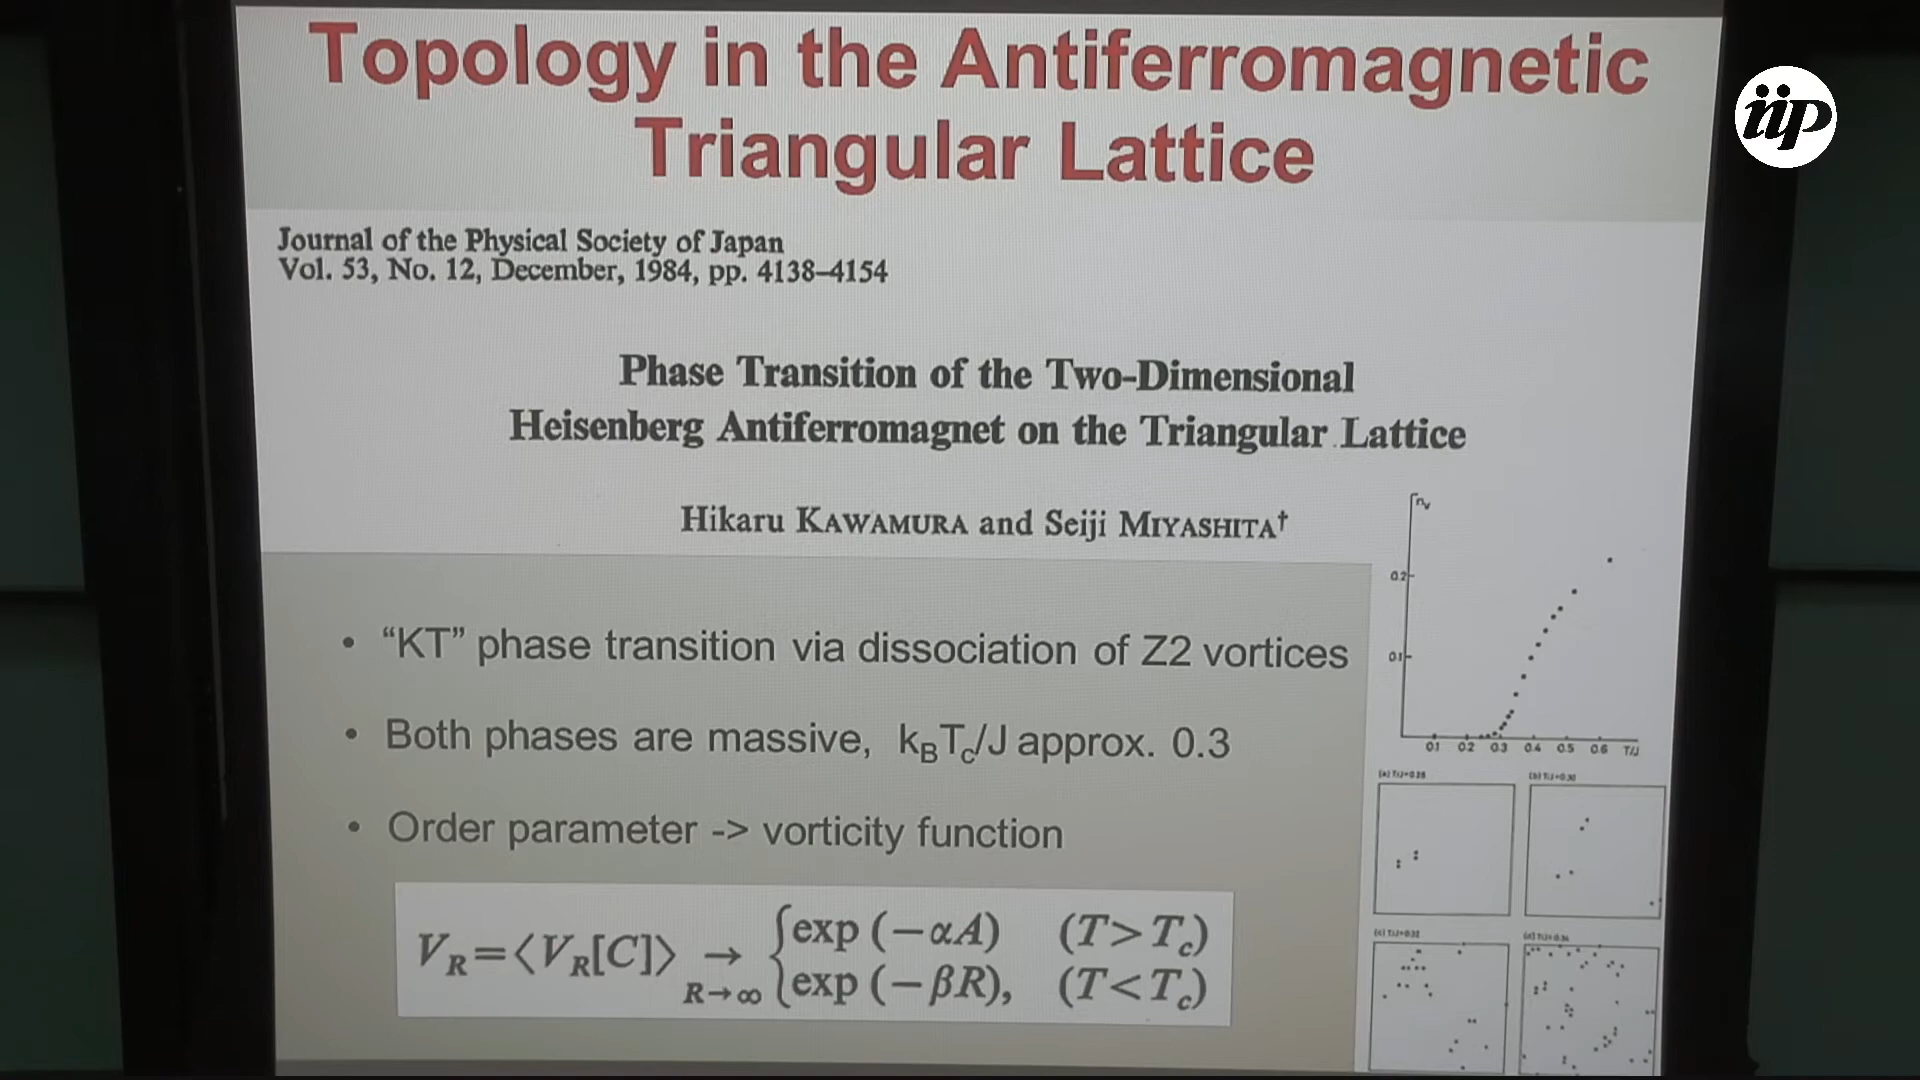 Topology in the Antiferromagnetic
Triangular Lattice
iip
Journal of the Physical Society of Japan
Vol. 53, No. 12, December, 1984, pp. 4138–4154
Phase Transition of the Two-Dimensional
Heisenberg Antiferromagnet on the Triangular Lattice
Hikaru KAWAMURA and Seiji MIYASHITA†
nv
0.2
0.1
0.1 0.2 0.3 0.4 0.5 0.6 T/J
• “KT” phase transition via dissociation of Z2 vortices
• Both phases are massive, kBTc/J approx. 0.3
• Order parameter -> vorticity function
VR=⟨VR[C]⟩ → R→∞ {exp (−αA) (T>Tc)
exp (−βR), (T<Tc)
(b) T/J=0.30